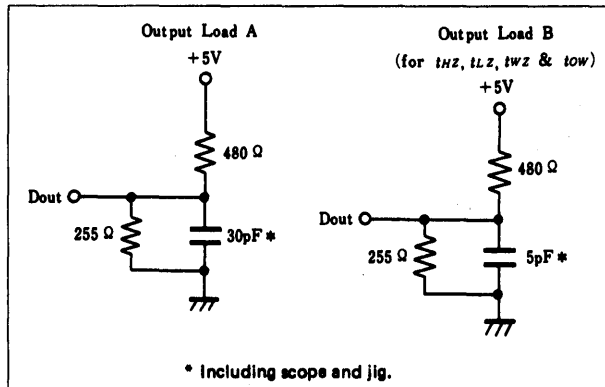 Output Load A
+5V
480 Ω
Dout
255 Ω
30pF*
Output Load B
(for tHZ, tLZ, tWZ & tOW)
+5V
480 Ω
Dout
255 Ω
5pF*
* Including scope and jig.